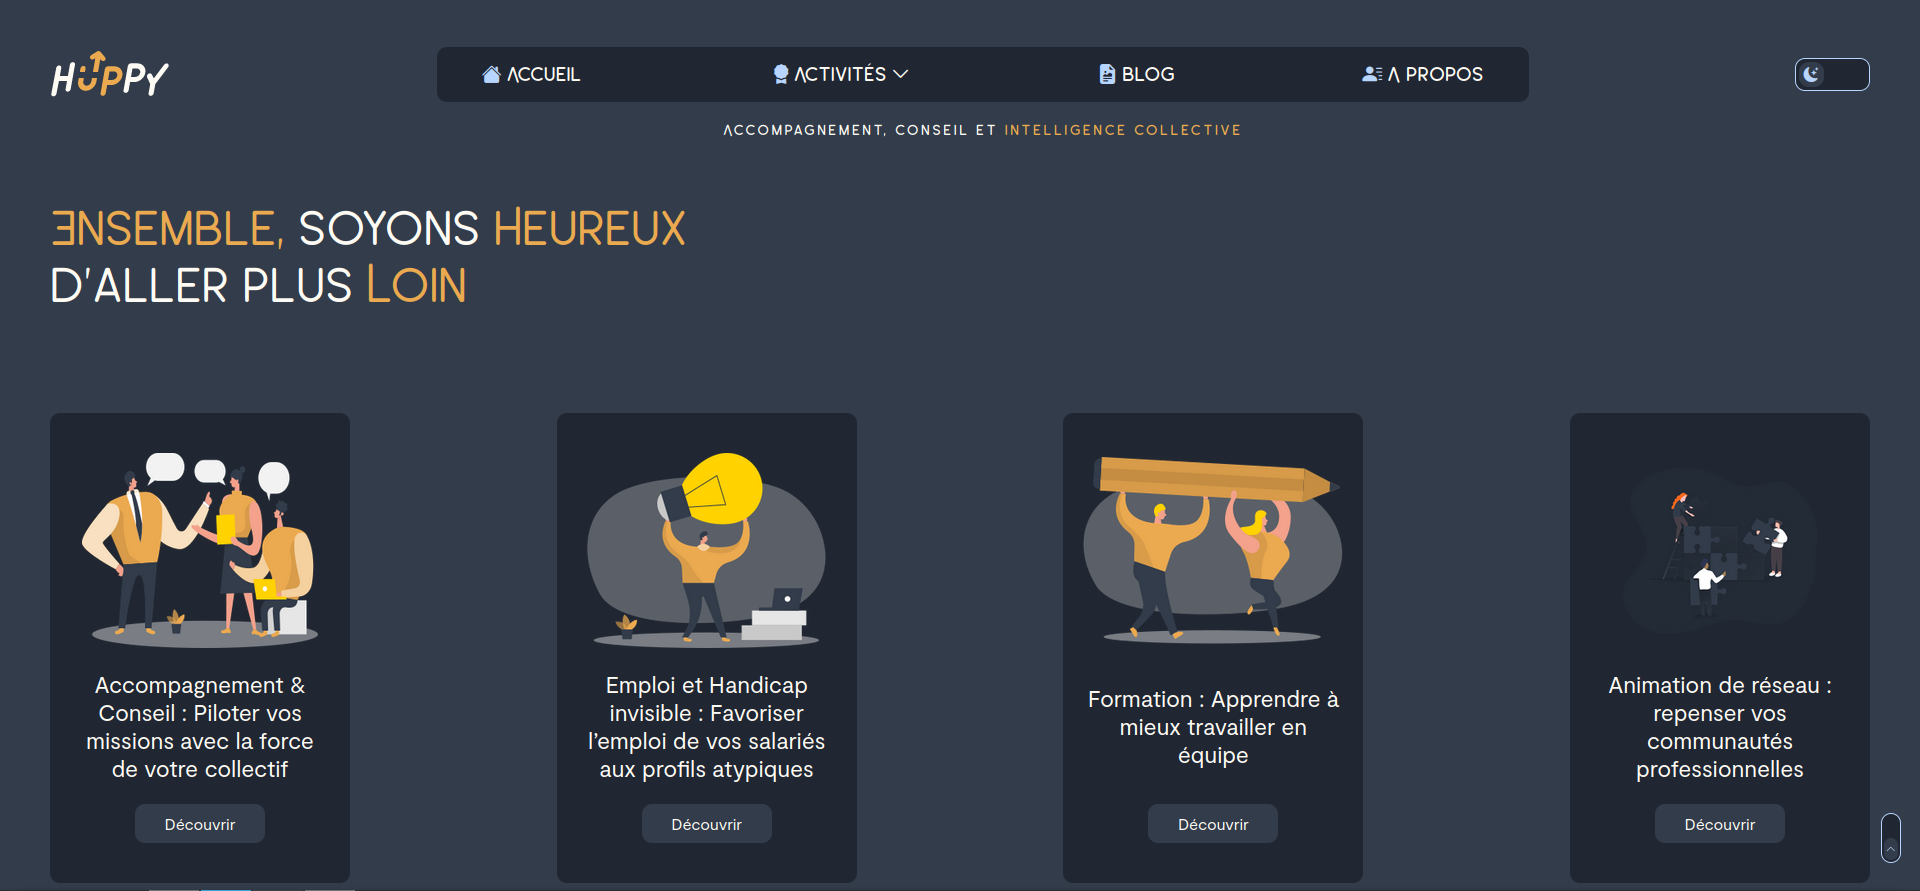 HUPPY
ACCUEIL
ACTIVITÉS
BLOG
A PROPOS
ACCOMPAGNEMENT, CONSEIL ET INTELLIGENCE COLLECTIVE
ENSEMBLE, SOYONS HEUREUX
D'ALLER PLUS LOIN
Accompagnement &
Conseil : Piloter vos
missions avec la force
de votre collectif
Découvrir
Emploi et Handicap
invisible : Favoriser
l’emploi de vos salariés
aux profils atypiques
Découvrir
Formation : Apprendre à
mieux travailler en
équipe
Découvrir
Animation de réseau :
repenser vos
communautés
professionnelles
Découvrir